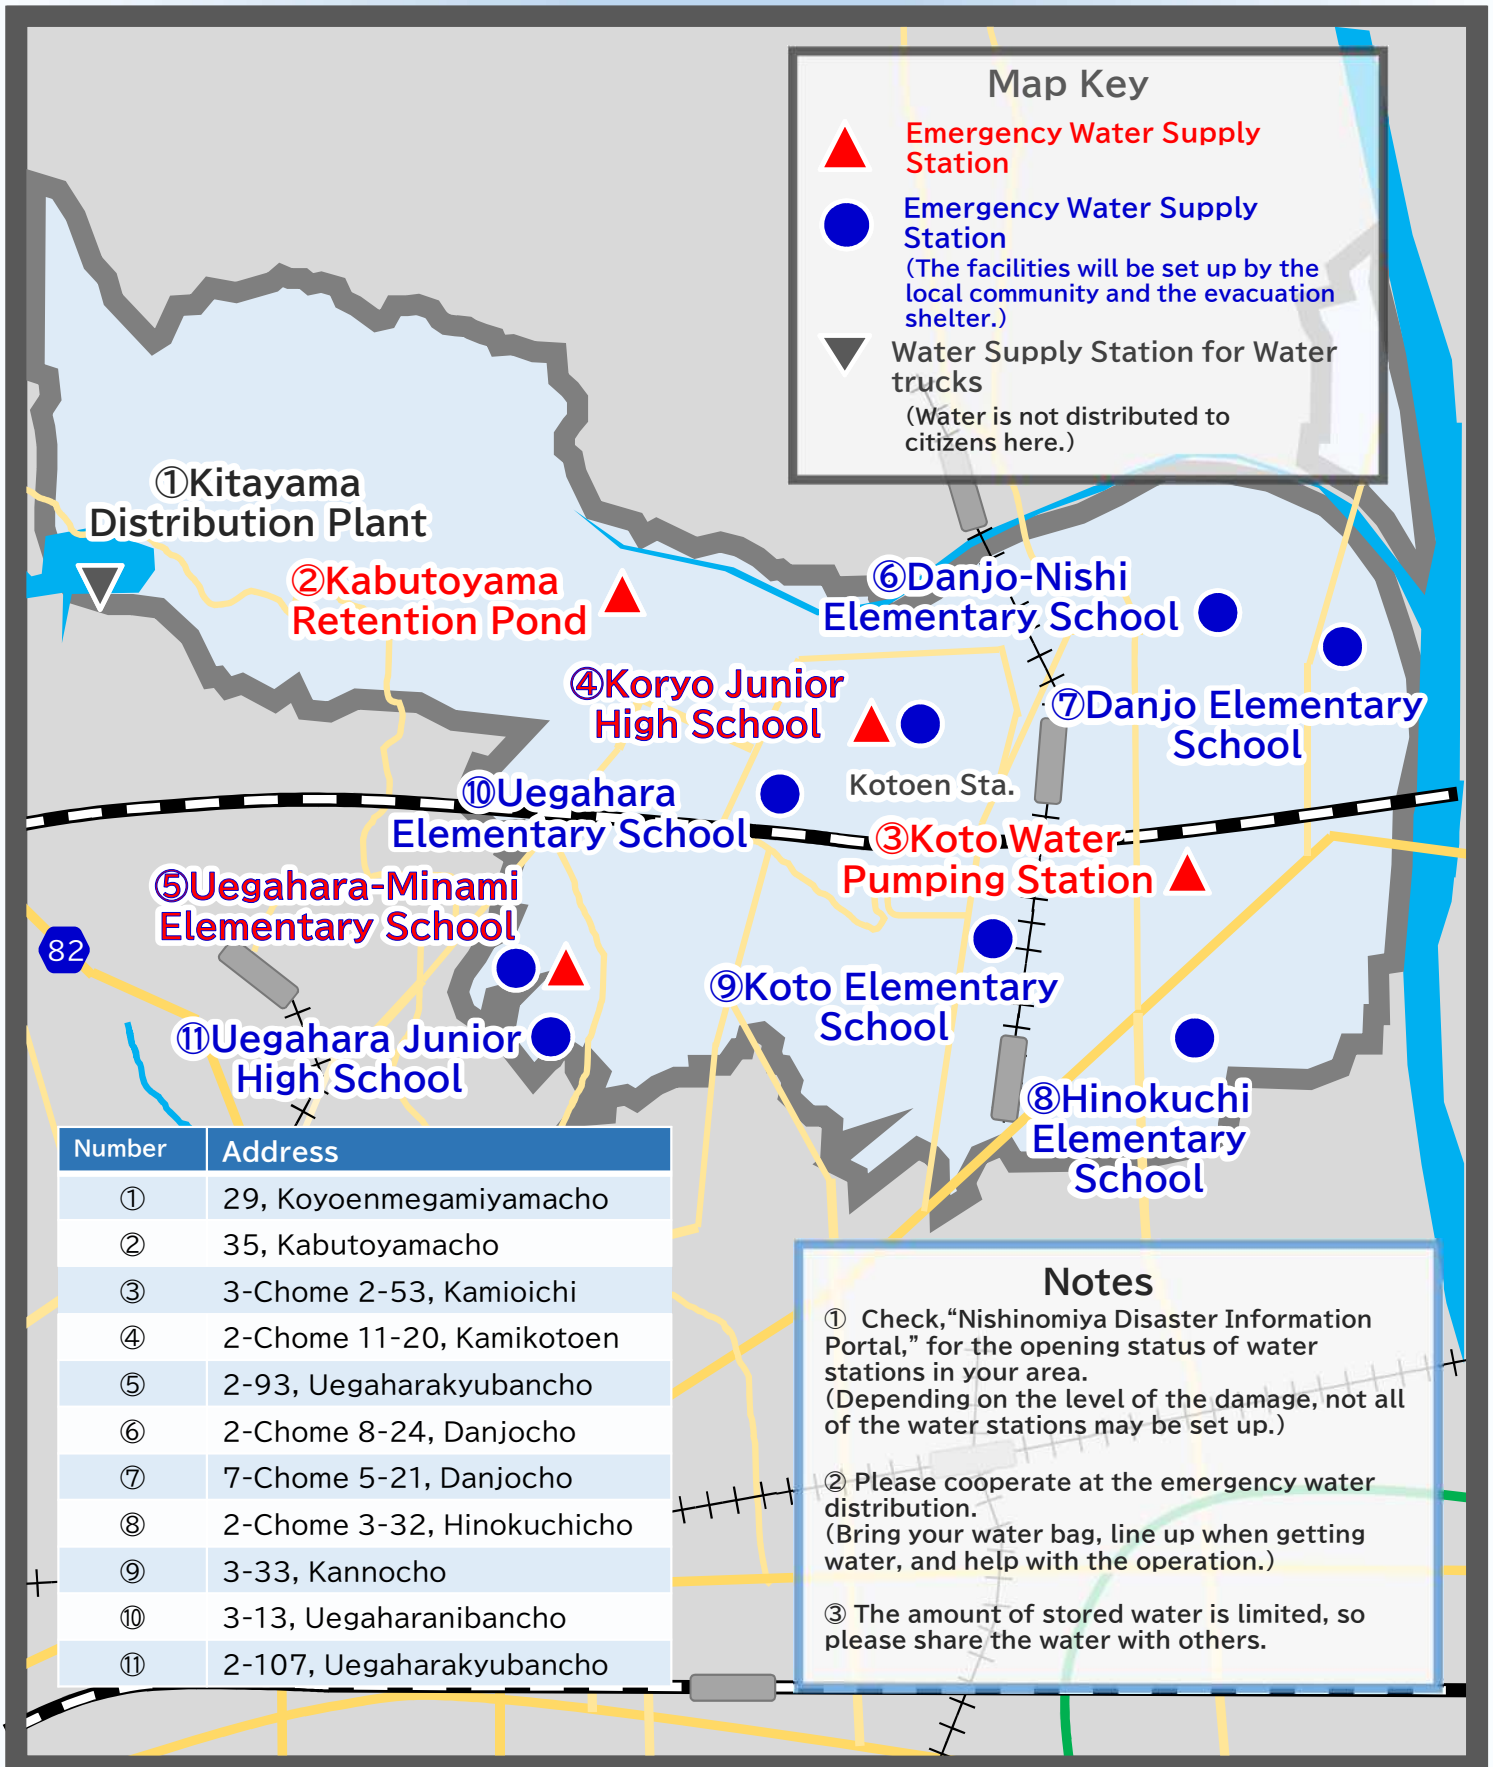 Map Key
Emergency Water Supply
Station
Emergency Water Supply
Station
(The facilities will be set up by the
local community and the evacuation
shelter.)
Water Supply Station for Water
trucks
(Water is not distributed to
citizens here.)
①Kitayama
Distribution Plant
②Kabutoyama
Retention Pond
⑥Danjo-Nishi
Elementary School
④Koryo Junior
High School
⑦Danjo Elementary
School
Kotoen Sta.
⑩Uegahara
Elementary School
③Koto Water
Pumping Station
⑤Uegahara-Minami
Elementary School
82
⑨Koto Elementary
School
⑪Uegahara Junior
High School
⑧Hinokuchi
Elementary
School
Number Address
① 29, Koyoenmegamiyamacho
② 35, Kabutoyamacho
③ 3-Chome 2-53, Kamioichi
④ 2-Chome 11-20, Kamikotoen
⑤ 2-93, Uegaharakyubancho
⑥ 2-Chome 8-24, Danjocho
⑦ 7-Chome 5-21, Danjocho
⑧ 2-Chome 3-32, Hinokuchicho
⑨ 3-33, Kannocho
⑩ 3-13, Uegaharanibancho
⑪ 2-107, Uegaharakyubancho
Notes
① Check,“Nishinomiya Disaster Information
Portal,” for the opening status of water
stations in your area.
(Depending on the level of the damage, not all
of the water stations may be set up.)
② Please cooperate at the emergency water
distribution.
(Bring your water bag, line up when getting
water, and help with the operation.)
③ The amount of stored water is limited, so
please share the water with others.